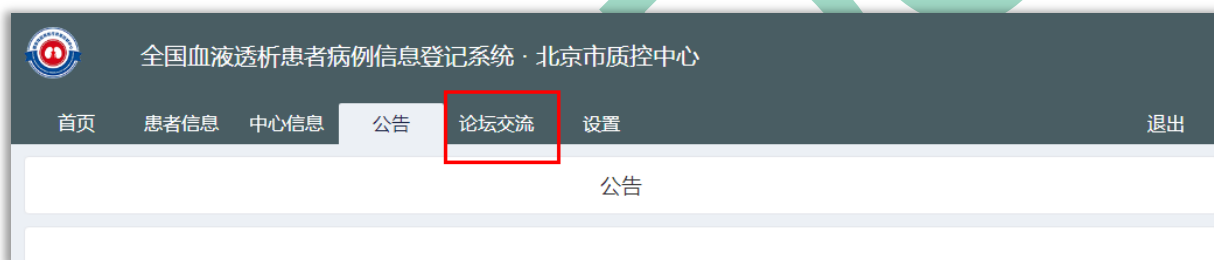 全国血液透析患者病例信息登记系统 · 北京市质控中心
首页 患者信息 中心信息 公告 论坛交流 设置 退出
公告